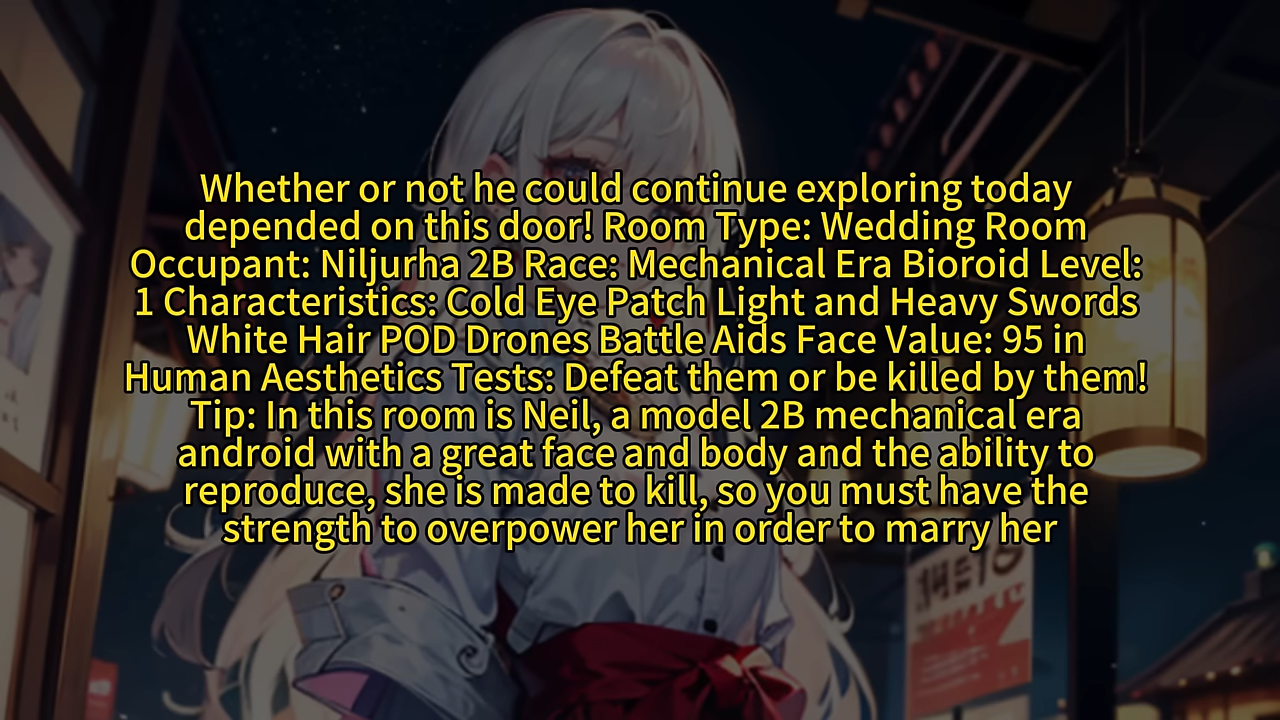 Whether or not he could continue exploring today
depended on this door! Room Type: Wedding Room
Occupant: Niljurha 2B Race: Mechanical Era Bioroid Level:
1 Characteristics: Cold Eye Patch Light and Heavy Swords
White Hair POD Drones Battle Aids Face Value: 95 in
Human Aesthetics Tests: Defeat them or be killed by them!
Tip: In this room is Neil, a model 2B mechanical era
android with a great face and body and the ability to
reproduce, she is made to kill, so you must have the
strength to overpower her in order to marry her